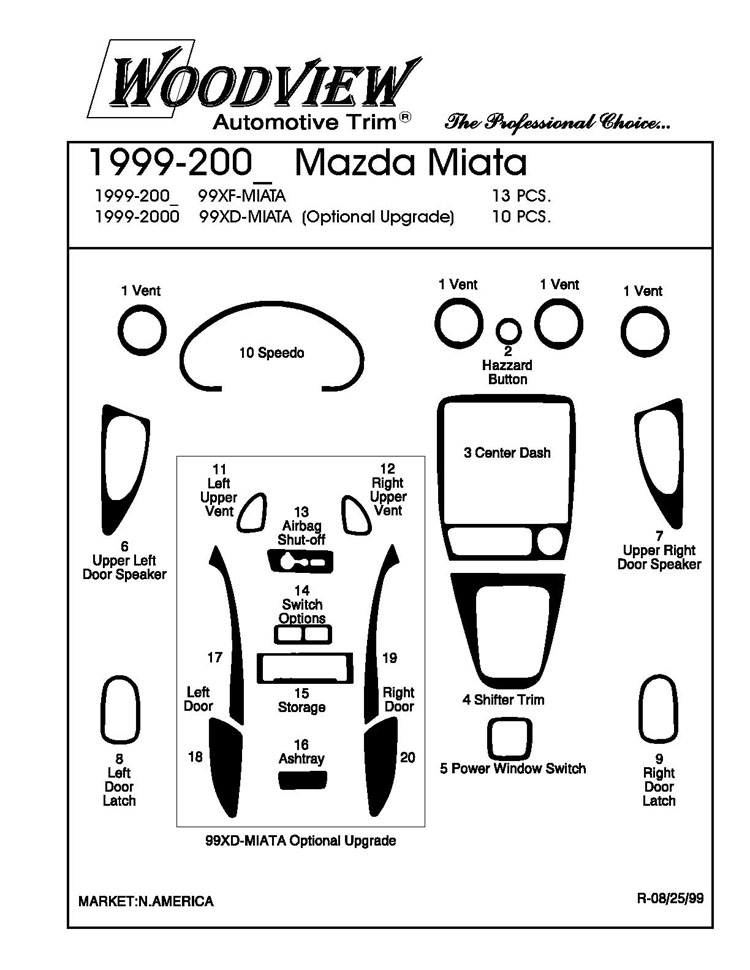 WOODVIEW
Automotive Trim®
The Professional Choice...
1999-200_ Mazda Miata
1999-200_ 99XF-MIATA 13 PCS.
1999-2000 99XD-MIATA (Optional Upgrade) 10 PCS.
1 Vent
10 Speedo
1 Vent
1 Vent
1 Vent
2
Hazzard
Button
3 Center Dash
6
Upper Left
Door Speaker
7
Upper Right
Door Speaker
11
Left
Upper
Vent
12
Right
Upper
Vent
13
Airbag
Shut-off
14
Switch
Options
17
19
15
Storage
Left
Door
Right
Door
18
16
Ashtray
20
99XD-MIATA Optional Upgrade
4 Shifter Trim
5 Power Window Switch
8
Left
Door
Latch
9
Right
Door
Latch
MARKET:N.AMERICA
R-08/25/99